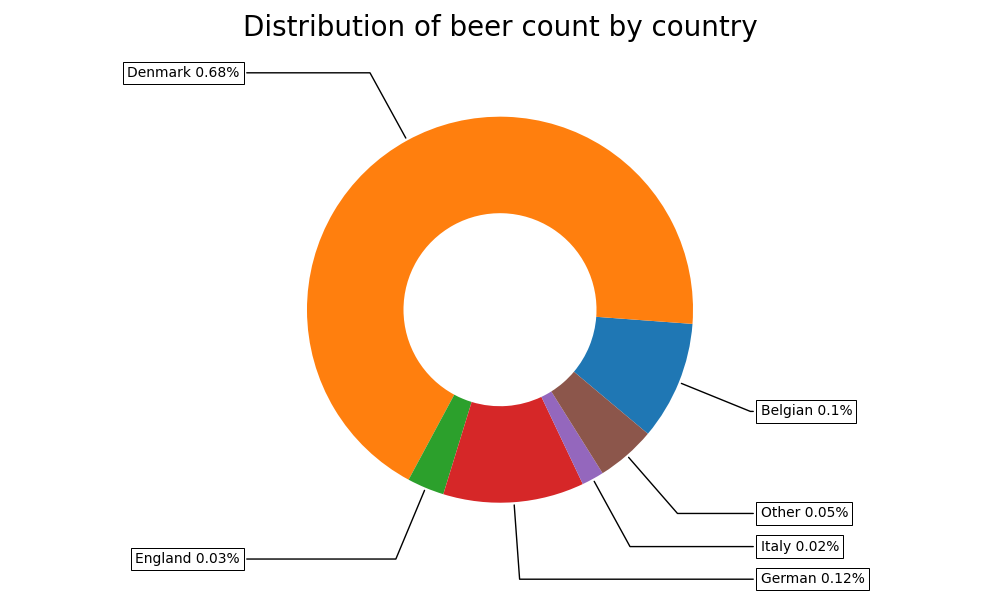 Distribution of beer count by country
Denmark 0.68%
Belgian 0.1%
Other 0.05%
Italy 0.02%
England 0.03%
German 0.12%